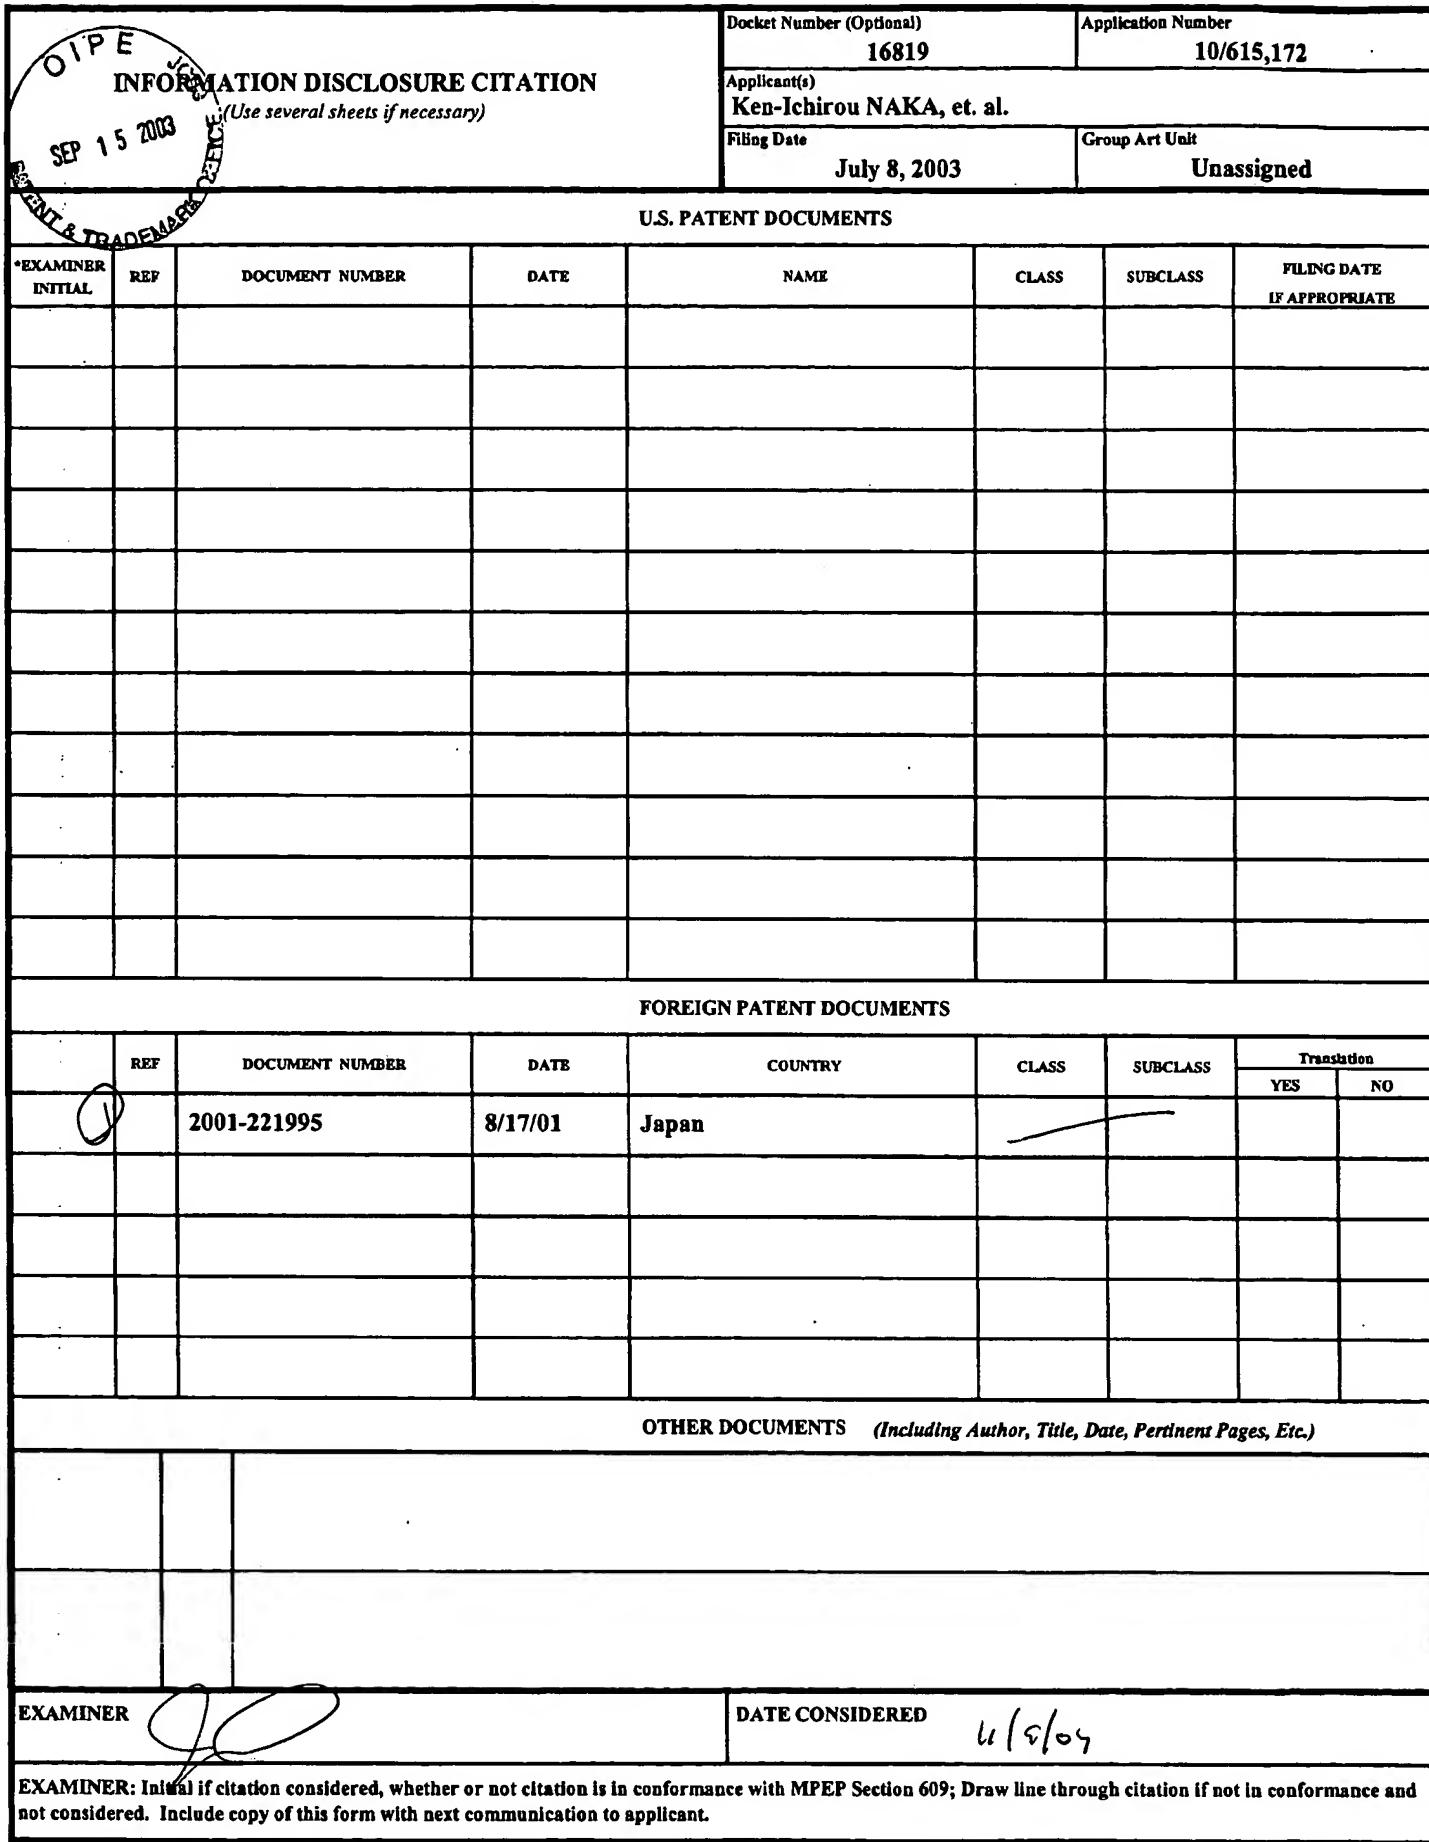 OIPE
SEP 15 2003
PATENT & TRADEMARK OFFICE
INFORMATION DISCLOSURE CITATION
(Use several sheets if necessary)
Docket Number (Optional)
16819
Application Number
10/615,172
Applicant(s)
Ken-Ichirou NAKA, et. al.
Filing Date
July 8, 2003
Group Art Unit
Unassigned
U.S. PATENT DOCUMENTS
*EXAMINER INITIAL REF DOCUMENT NUMBER DATE NAME CLASS SUBCLASS FILING DATE IF APPROPRIATE
FOREIGN PATENT DOCUMENTS
REF DOCUMENT NUMBER DATE COUNTRY CLASS SUBCLASS Translation
YES NO
2001-221995 8/17/01 Japan
OTHER DOCUMENTS (Including Author, Title, Date, Pertinent Pages, Etc.)
EXAMINER
DATE CONSIDERED
EXAMINER: Initial if citation considered, whether or not citation is in conformance with MPEP Section 609; Draw line through citation if not in conformance and
not considered. Include copy of this form with next communication to applicant.